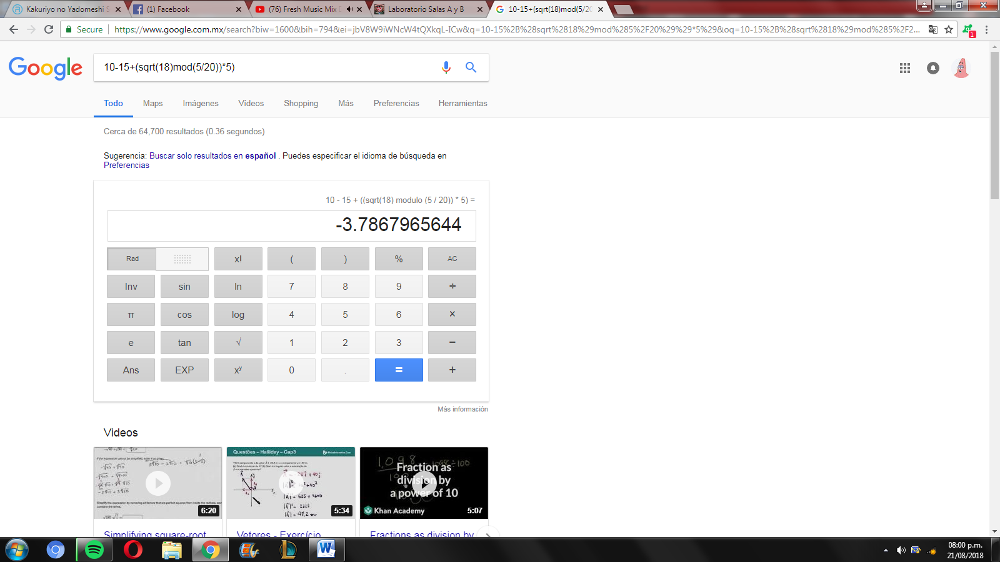 Kakuriyo no Yadomeshi S
(1) Facebook
(76) Fresh Music Mix
Laboratorio Salas A y B
10-15+(sqrt(18)mod(5/20
Secure
https://www.google.com.mx/search?biw=1600&bih=794&ei=jbV8W9iWNcW4tQXkqL-ICw&q=10-15%2B%28sqrt%2818%29mod%285%2F20%29%29*5%29&oq=10-15%2B%28sqrt%2818%29mod%285%2F2...
1
Google
10-15+(sqrt(18)mod(5/20))*5)
Todo
Maps
Imágenes
Vídeos
Shopping
Más
Preferencias
Herramientas
Cerca de 64,700 resultados (0.36 segundos)
Sugerencia: Buscar solo resultados en español . Puedes especificar el idioma de búsqueda en
Preferencias
10 - 15 + ((sqrt(18) modulo (5 / 20)) * 5) =
-3.7867965644
Rad
x!
(
)
%
AC
Inv
sin
ln
7
8
9
÷
π
cos
log
4
5
6
×
e
tan
√
1
2
3
−
Ans
EXP
xʸ
0
.
=
+
Más información
Videos
6:20
Questões – Halliday – Cap3
5:34
Fraction as
division by
a power of 10
Khan Academy
5:07
Simplifying square-root
Vetores - Exercício
Fractions as division by
08:00 p.m.
21/08/2018